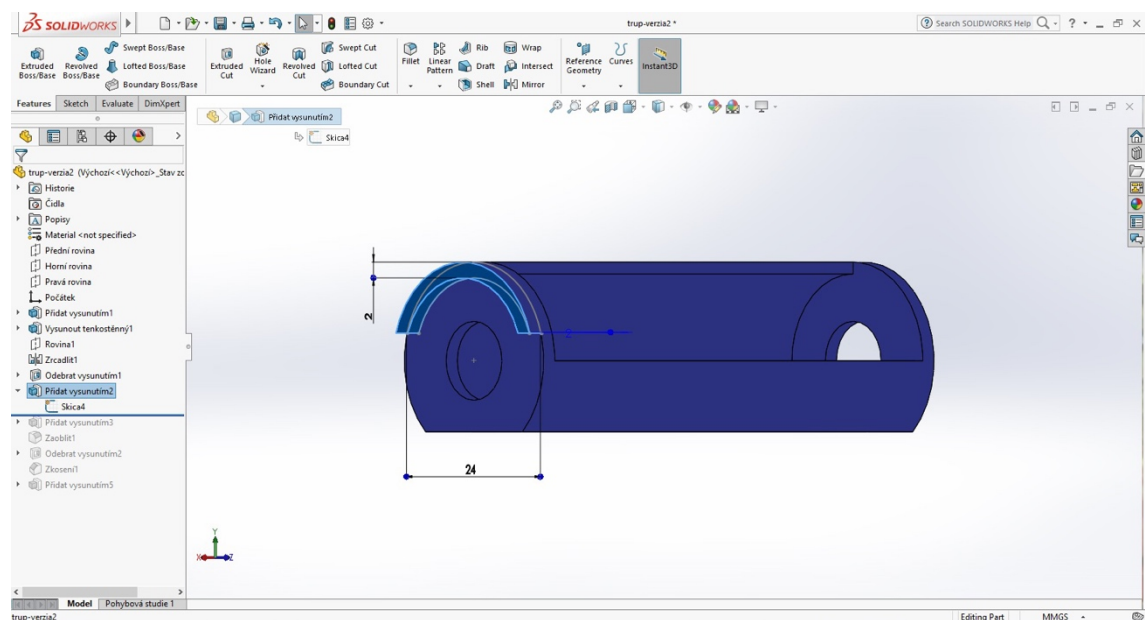 SOLIDWORKS
trup-verzia2 *
Search SOLIDWORKS Help
Extruded Boss/Base
Revolved Boss/Base
Swept Boss/Base
Lofted Boss/Base
Boundary Boss/Base
Extruded Cut
Hole Wizard
Revolved Cut
Swept Cut
Lofted Cut
Boundary Cut
Fillet
Linear Pattern
Rib
Draft
Shell
Wrap
Intersect
Mirror
Reference Geometry
Curves
Instant3D
Features Sketch Evaluate DimXpert
Přidat vysunutím2
Skica4
trup-verzia2 (Výchozí<<Výchozí>_Stav zc
Historie
Čidla
Popisy
Material <not specified>
Přední rovina
Horní rovina
Pravá rovina
Počátek
Přidat vysunutím1
Vysunout tenkostěnný1
Rovina1
Zrcadlit1
Odebrat vysunutím1
Přidat vysunutím2
Skica4
Přidat vysunutím3
Zaoblit1
Odebrat vysunutím2
Zkosení1
Přidat vysunutím5
2
24
Y
X Z
Model Pohybová studie 1
trup-verzia2
Editing Part MMGS